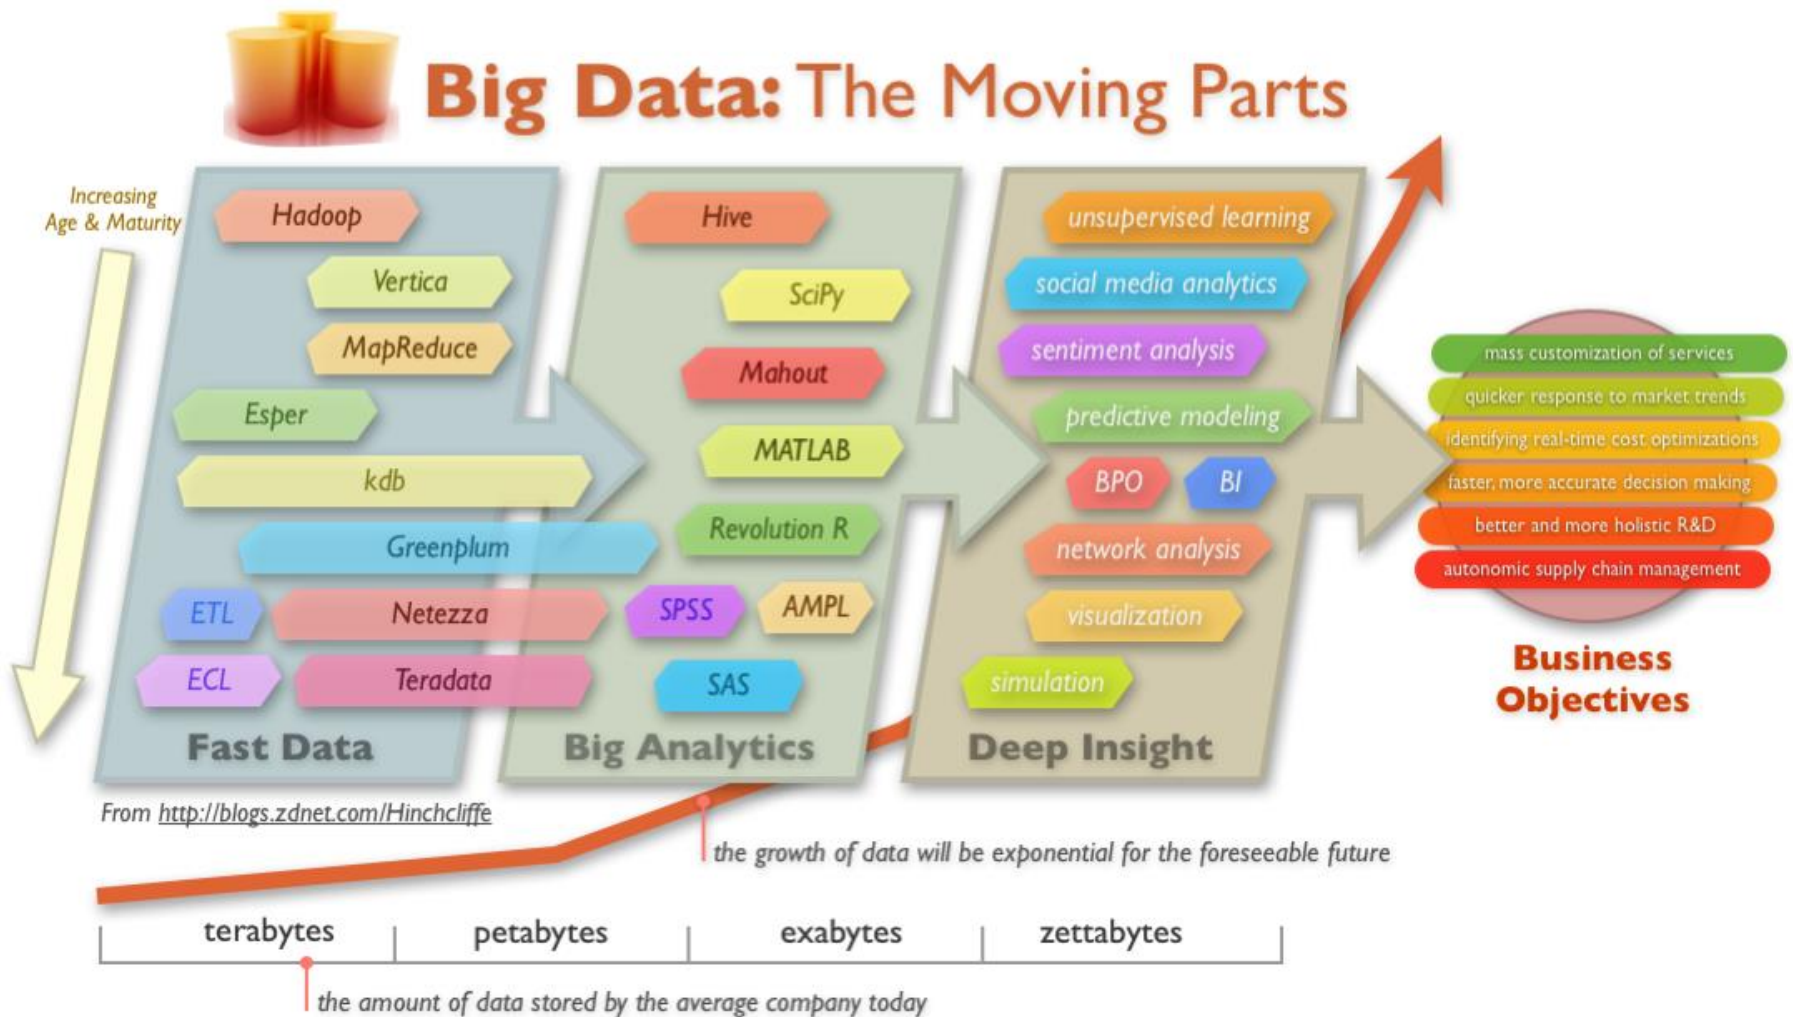 Big Data: The Moving Parts
Increasing
Age & Maturity
Hadoop
Vertica
MapReduce
Esper
kdb
Greenplum
ETL
Netezza
ECL
Teradata
Fast Data
Hive
SciPy
Mahout
MATLAB
Revolution R
SPSS
AMPL
SAS
Big Analytics
unsupervised learning
social media analytics
sentiment analysis
predictive modeling
BPO
BI
network analysis
visualization
simulation
Deep Insight
mass customization of services
quicker response to market trends
identifying real-time cost optimizations
faster, more accurate decision making
better and more holistic R&D
autonomic supply chain management
Business
Objectives
From http://blogs.zdnet.com/Hinchcliffe
the growth of data will be exponential for the foreseeable future
terabytes
petabytes
exabytes
zettabytes
the amount of data stored by the average company today